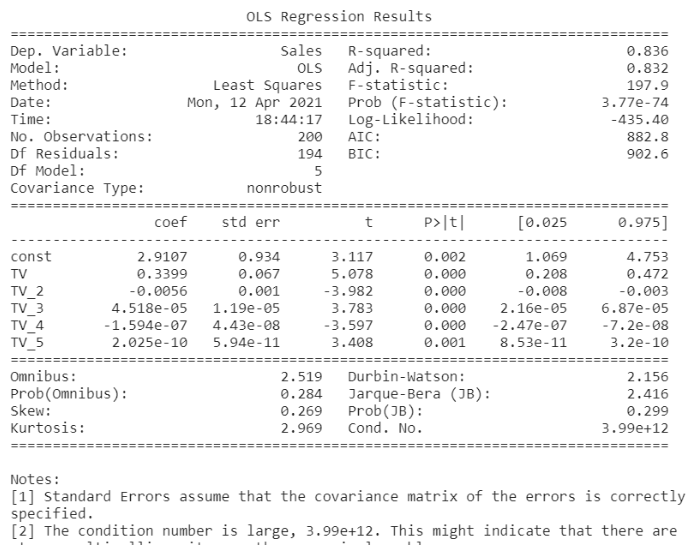 OLS Regression Results
==============================================================================
Dep. Variable: Sales R-squared: 0.836
Model: OLS Adj. R-squared: 0.832
Method: Least Squares F-statistic: 197.9
Date: Mon, 12 Apr 2021 Prob (F-statistic): 3.77e-74
Time: 18:44:17 Log-Likelihood: -435.40
No. Observations: 200 AIC: 882.8
Df Residuals: 194 BIC: 902.6
Df Model: 5
Covariance Type: nonrobust
==============================================================================
coef std err t P>|t| [0.025 0.975]
------------------------------------------------------------------------------
const 2.9107 0.934 3.117 0.002 1.069 4.753
TV 0.3399 0.067 5.078 0.000 0.208 0.472
TV_2 -0.0056 0.001 -3.982 0.000 -0.008 -0.003
TV_3 4.518e-05 1.19e-05 3.783 0.000 2.16e-05 6.87e-05
TV_4 -1.594e-07 4.43e-08 -3.597 0.000 -2.47e-07 -7.2e-08
TV_5 2.025e-10 5.94e-11 3.408 0.001 8.53e-11 3.2e-10
==============================================================================
Omnibus: 2.519 Durbin-Watson: 2.156
Prob(Omnibus): 0.284 Jarque-Bera (JB): 2.416
Skew: 0.269 Prob(JB): 0.299
Kurtosis: 2.969 Cond. No. 3.99e+12
==============================================================================
Notes:
[1] Standard Errors assume that the covariance matrix of the errors is correctly
specified.
[2] The condition number is large, 3.99e+12. This might indicate that there are